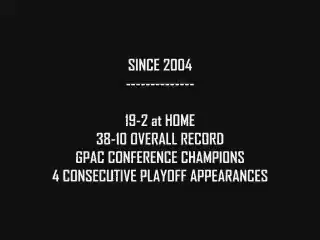 SINCE 2004
--------------
19-2 at HOME
38-10 OVERALL RECORD
GPAC CONFERENCE CHAMPIONS
4 CONSECUTIVE PLAYOFF APPEARANCES